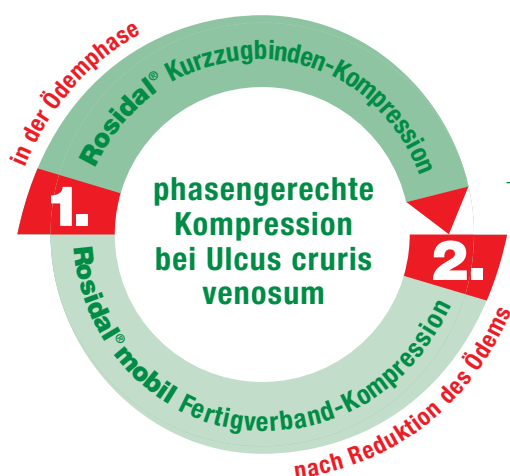 in der Ödemphase
1.
Rosidal® Kurzzugbinden-Kompression
phasengerechte
Kompression
bei Ulcus cruris
venosum
2.
Rosidal® mobil Fertigverband-Kompression
nach Reduktion des Ödems